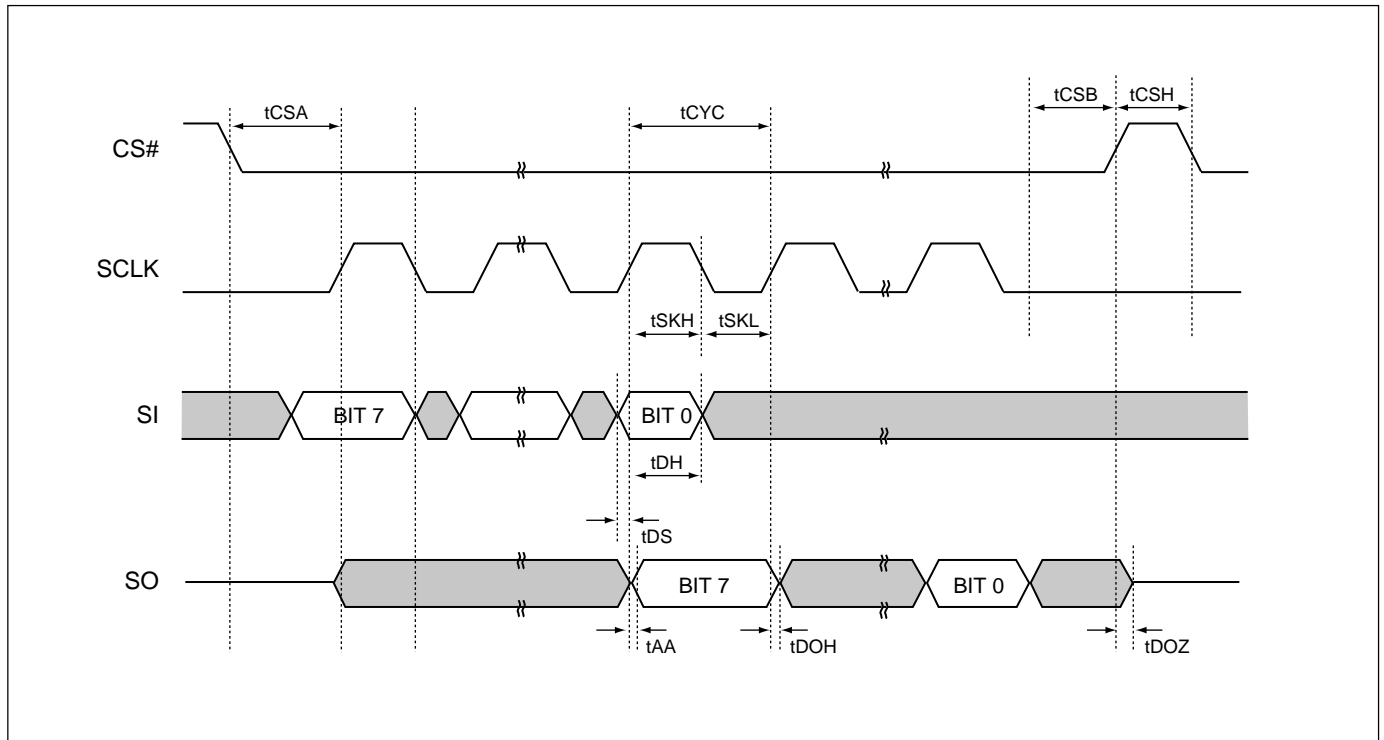 tCSA
tCYC
tCSB
tCSH
CS#
SCLK
tSKH
tSKL
SI
BIT 7
BIT 0
tDH
tDS
SO
BIT 7
BIT 0
tAA
tDOH
tDOZ